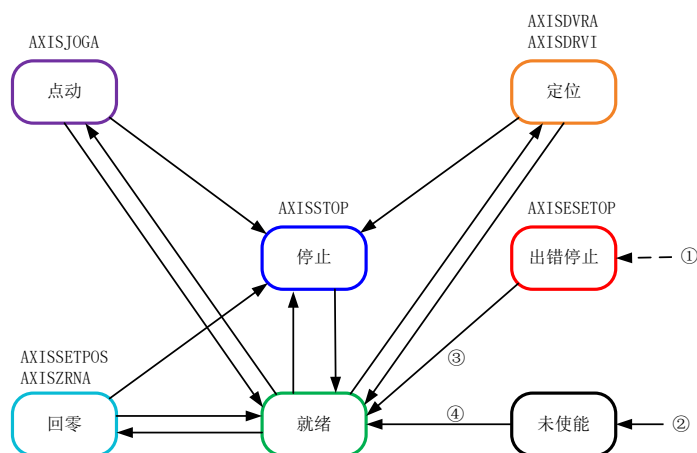 AXISDVRA
AXISDRVI
AXISJOGA
点动
定位
AXISSTOP
AXISESETOP
停止
出错停止
①
③
AXISSETPOS
AXISZRNA
回零
就绪
④
未使能
②